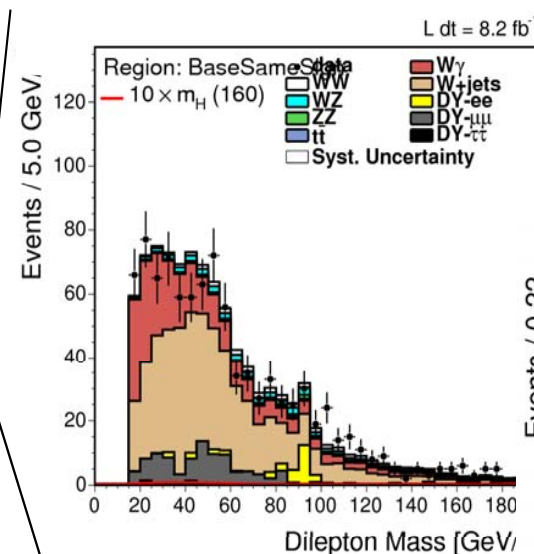 L dt = 8.2 fb⁻
Region: BaseSameS
data
10 × m_H (160)
WW
WZ
ZZ
tt
Syst. Uncertainty
Wγ
W+jets
DY-ee
DY-μμ
DY-ττ
Events / 5.0 GeV/
120
100
80
60
40
20
0
0 20 40 60 80 100 120 140 160 180
Dilepton Mass [GeV/